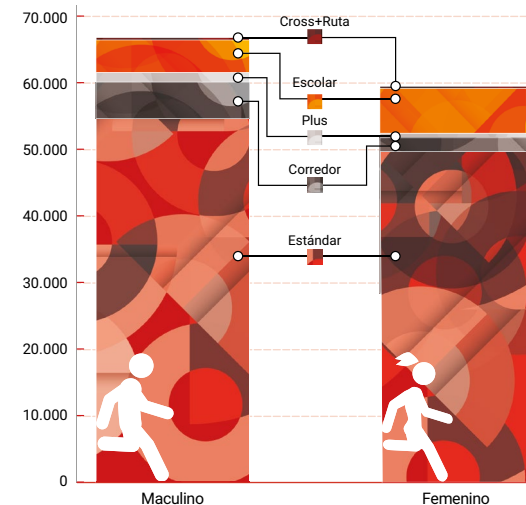 70.000
Cross+Ruta
60.000
Escolar
Plus
50.000
Corredor
40.000
Estándar
30.000
20.000
10.000
0
Maculino
Femenino